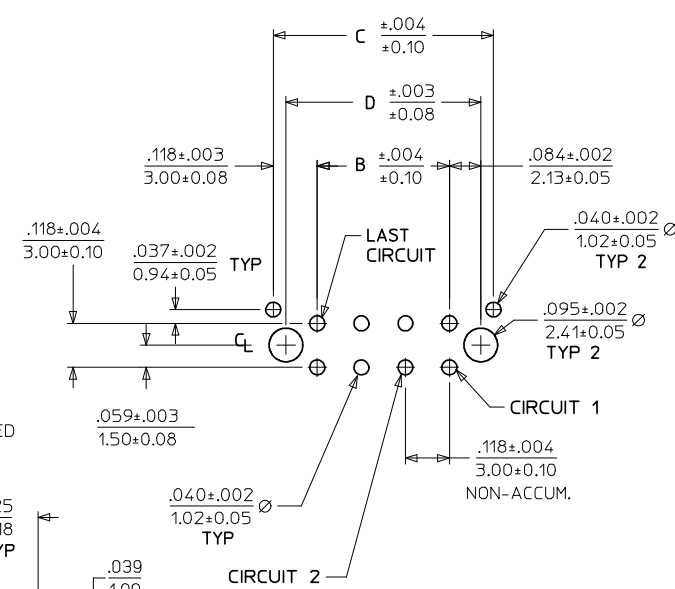 ±.004
C
±0.10
±.003
D
±0.08
.118±.003
3.00±0.08
±.004
B
±0.10
.084±.002
2.13±0.05
.118±.004
3.00±0.10
.037±.002
0.94±0.05
TYP
LAST
CIRCUIT
.040±.002
1.02±0.05 Ø
TYP 2
.095±.002
2.41±0.05 Ø
TYP 2
CL
.059±.003
1.50±0.08
CIRCUIT 1
.118±.004
3.00±0.10
NON-ACCUM.
.040±.002
1.02±0.05 Ø
TYP
CIRCUIT 2
.039